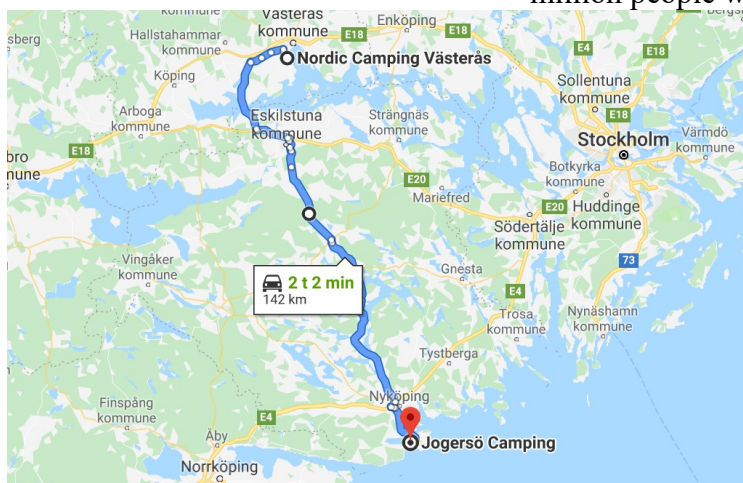 million people w
Västerås
kommune
Enköping
E18
Hallstahammar
kommune
Nordic Camping Västerås
Köping
E4
Sollentuna
kommune
E18
Arboga
kommune
Eskilstuna
kommune
Strängnäs
kommune
E18
Stockholm
Värmdö
kommune
E18
Botkyrka
kommune
E20
Mariefred
Huddinge
kommune
E20
Södertälje
kommune
Vingåker
kommune
73
2 t 2 min
142 km
Gnesta
E4
Nynäshamn
kommune
Trosa
kommune
Tystberga
Finspång
kommune
Nyköping
E4
Åby
Jogersö Camping
Norrköping